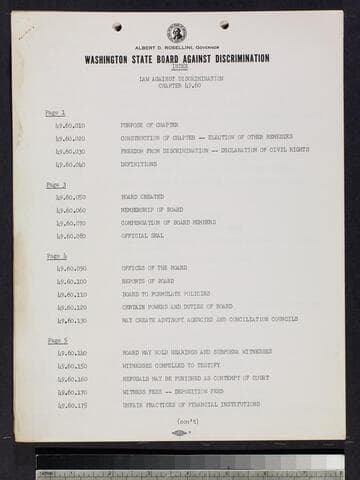 ALBERT D. ROSELLINI, GOVERNOR
WASHINGTON STATE BOARD AGAINST DISCRIMINATION
INDEX
LAW AGAINST DISCRIMINATION
CHAPTER 49.60
Page 1
49.60.010 PURPOSE OF CHAPTER
49.60.020 CONSTRUCTION OF CHAPTER -- ELECTION OF OTHER REMEDIES
49.60.030 FREEDOM FROM DISCRIMINATION -- DECLARATION OF CIVIL RIGHTS
49.60.040 DEFINITIONS
Page 3
49.60.050 BOARD CREATED
49.60.060 MEMBERSHIP OF BOARD
49.60.070 COMPENSATION OF BOARD MEMBERS
49.60.080 OFFICIAL SEAL
Page 4
49.60.090 OFFICES OF THE BOARD
49.60.100 REPORTS OF BOARD
49.60.110 BOARD TO FORMULATE POLICIES
49.60.120 CERTAIN POWERS AND DUTIES OF BOARD
49.60.130 MAY CREATE ADVISORY AGENCIES AND CONCILIATION COUNCILS
Page 5
49.60.140 BOARD MAY HOLD HEARINGS AND SUBPOENA WITNESSES
49.60.150 WITNESSES COMPELLED TO TESTIFY
49.60.160 REFUSALS MAY BE PUNISHED AS CONTEMPT OF COURT
49.60.170 WITNESS FEES -- DEPOSITION FEES
49.60.175 UNFAIR PRACTICES OF FINANCIAL INSTITUTIONS
(con't)